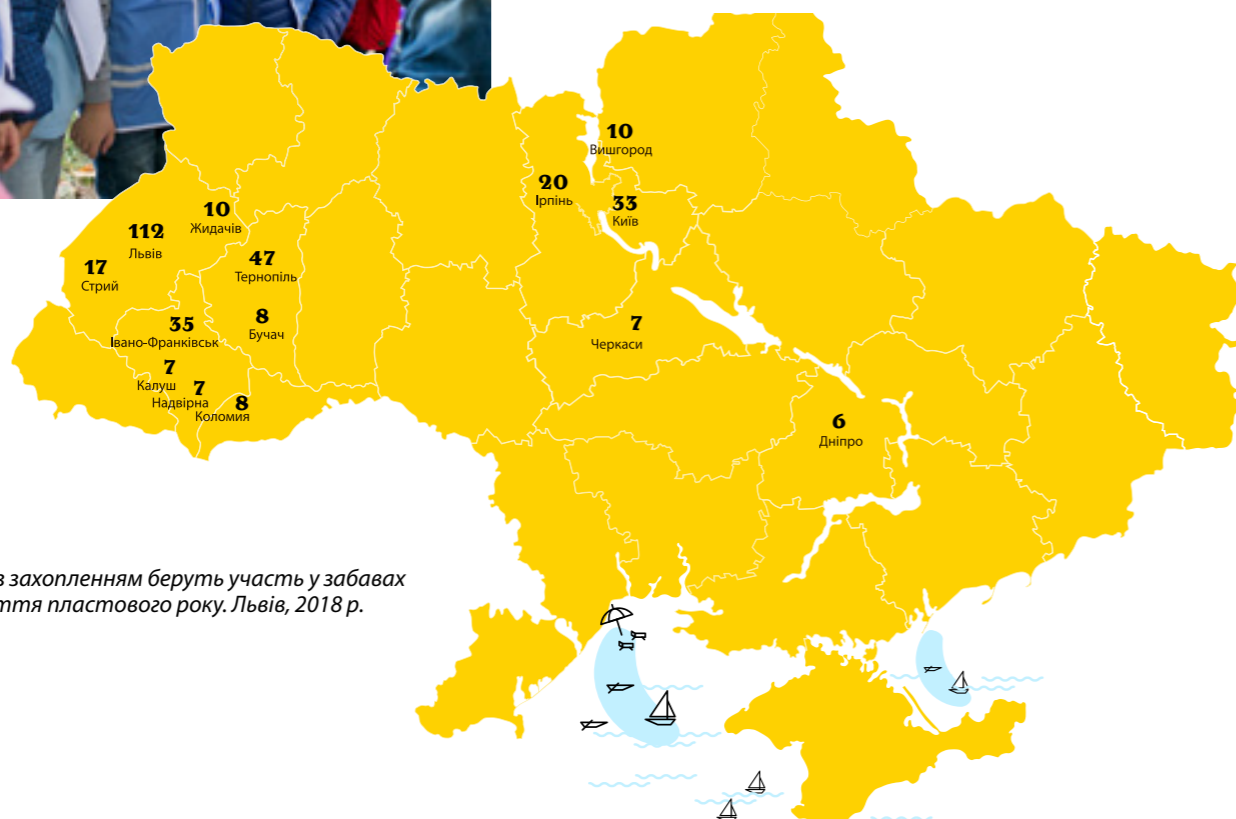 10
Вишгород
20
Ірпінь
33
Київ
10
Жидачів
112
Львів
17
Стрий
47
Тернопіль
8
Бучач
35
Івано-Франківськ
7
Калуш
7
Надвірна
8
Коломия
7
Черкаси
6
Дніпро
з захопленням беруть участь у забавах
ття пластового року. Львів, 2018 р.